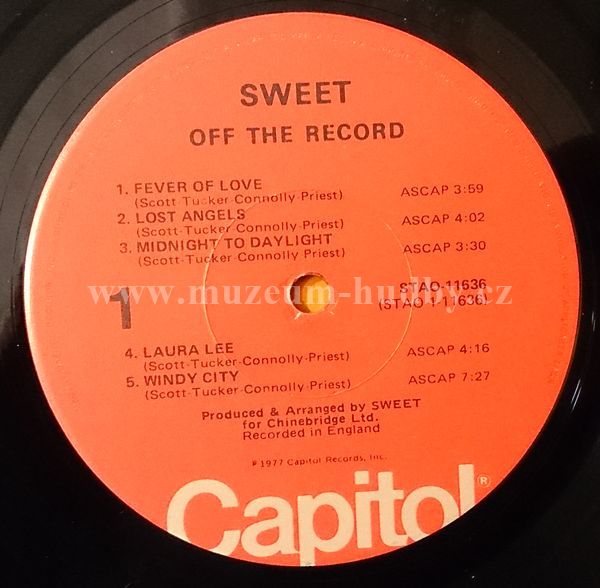 SWEET
OFF THE RECORD
1. FEVER OF LOVE
(Scott-Tucker-Connolly-Priest) ASCAP 3:59
2. LOST ANGELS
(Scott-Tucker-Connolly-Priest) ASCAP 4:02
3. MIDNIGHT TO DAYLIGHT
(Scott-Tucker-Connolly-Priest) ASCAP 3:30
1
STAO-11636
(STAO-1-11636)
www.muzeum-hudby.cz
4. LAURA LEE
(Scott-Tucker-Connolly-Priest) ASCAP 4:16
5. WINDY CITY
(Scott-Tucker-Connolly-Priest) ASCAP 7:27
Produced & Arranged by SWEET
for Chinebridge Ltd.
Recorded in England
℗ 1977 Capitol Records, Inc.
Capitol®